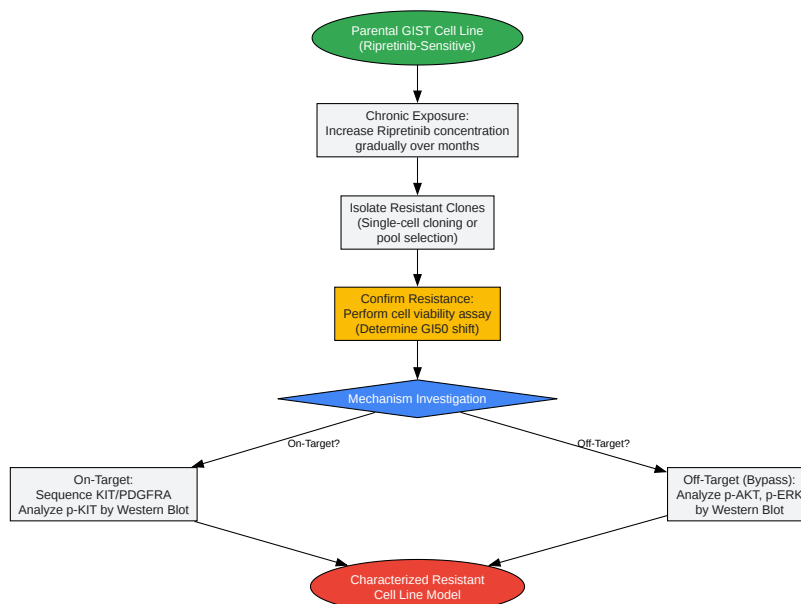 Parental GIST Cell Line
(Ripretinib-Sensitive)
Chronic Exposure:
Increase Ripretinib concentration
gradually over months
Isolate Resistant Clones
(Single-cell cloning or
pool selection)
Confirm Resistance:
Perform cell viability assay
(Determine GI50 shift)
Mechanism Investigation
On-Target?
Off-Target?
On-Target:
Sequence KIT/PDGFRA
Analyze p-KIT by Western Blot
Off-Target (Bypass):
Analyze p-AKT, p-ERK
by Western Blot
Characterized Resistant
Cell Line Model